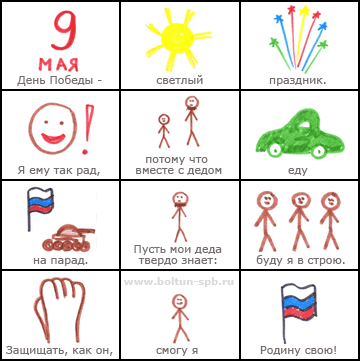 9
МАЯ
День Победы -
светлый
праздник.
Я ему так рад,
потому что
вместе с дедом
еду
на парад.
Пусть мои деда
твердо знает:
буду я в строю.
www.boltun-spb.ru
Защищать, как он,
смогу я
Родину свою!